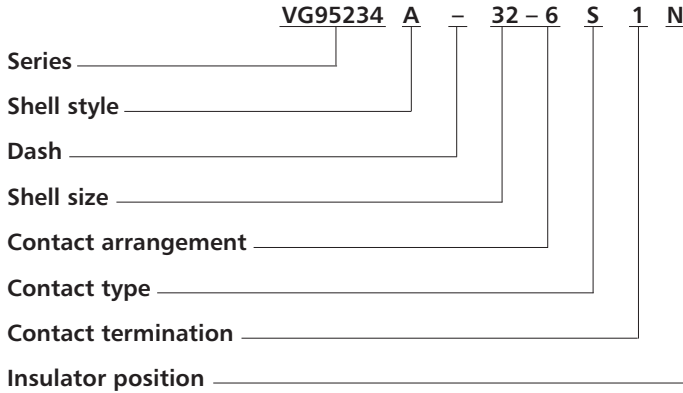 VG95234 A – 32 – 6 S 1 N
Series
Shell style
Dash
Shell size
Contact arrangement
Contact type
Contact termination
Insulator position